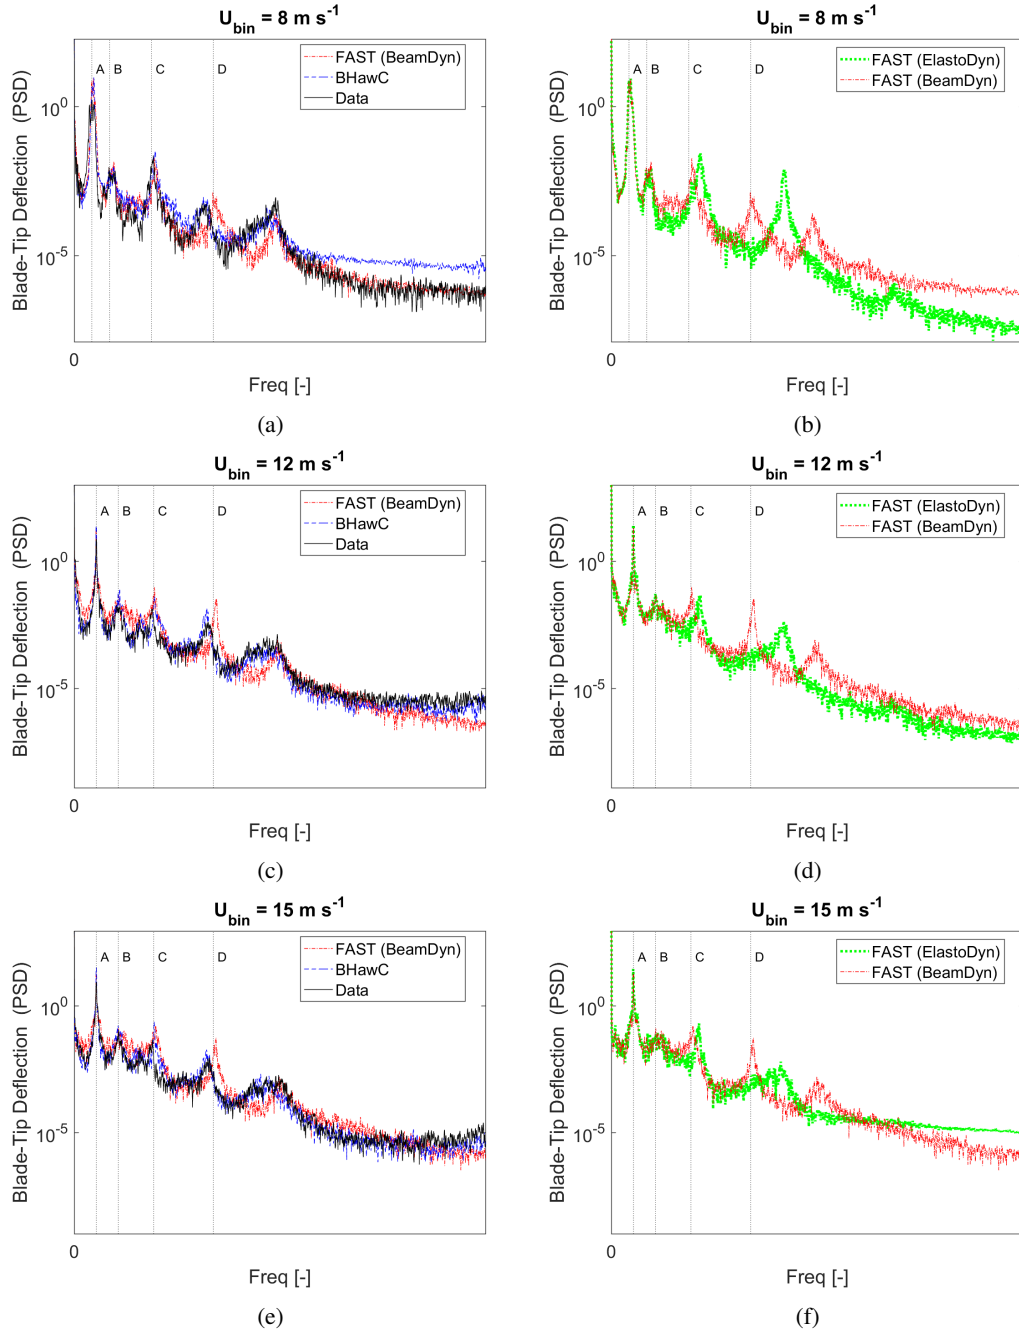 U_bin = 8 m s^-1
Blade-Tip Deflection (PSD)
10^0
10^-5
A B C D
FAST (BeamDyn)
BHawC
Data
0
Freq [-]
(a)
U_bin = 8 m s^-1
Blade-Tip Deflection (PSD)
10^0
10^-5
A B C D
FAST (ElastoDyn)
FAST (BeamDyn)
0
Freq [-]
(b)
U_bin = 12 m s^-1
Blade-Tip Deflection (PSD)
10^0
10^-5
A B C D
FAST (BeamDyn)
BHawC
Data
0
Freq [-]
(c)
U_bin = 12 m s^-1
Blade-Tip Deflection (PSD)
10^0
10^-5
A B C D
FAST (ElastoDyn)
FAST (BeamDyn)
0
Freq [-]
(d)
U_bin = 15 m s^-1
Blade-Tip Deflection (PSD)
10^0
10^-5
A B C D
FAST (BeamDyn)
BHawC
Data
0
Freq [-]
(e)
U_bin = 15 m s^-1
Blade-Tip Deflection (PSD)
10^0
10^-5
A B C D
FAST (ElastoDyn)
FAST (BeamDyn)
0
Freq [-]
(f)